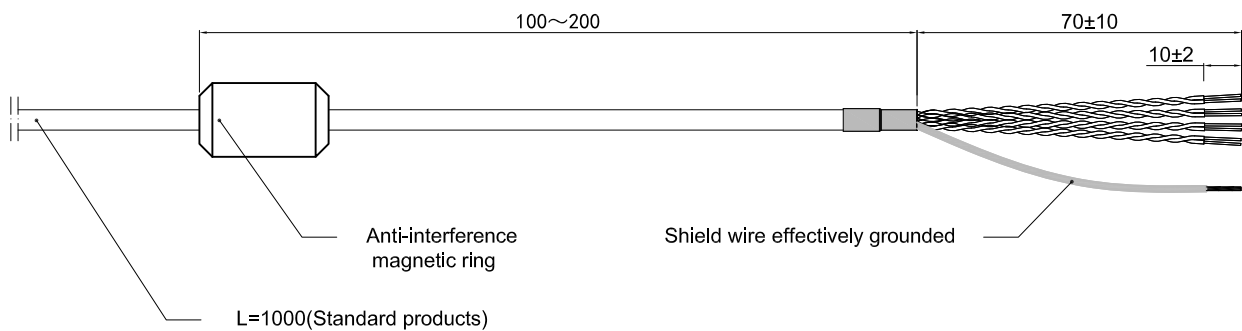 100～200
70±10
10±2
Anti-interference
magnetic ring
Shield wire effectively grounded
L=1000(Standard products)